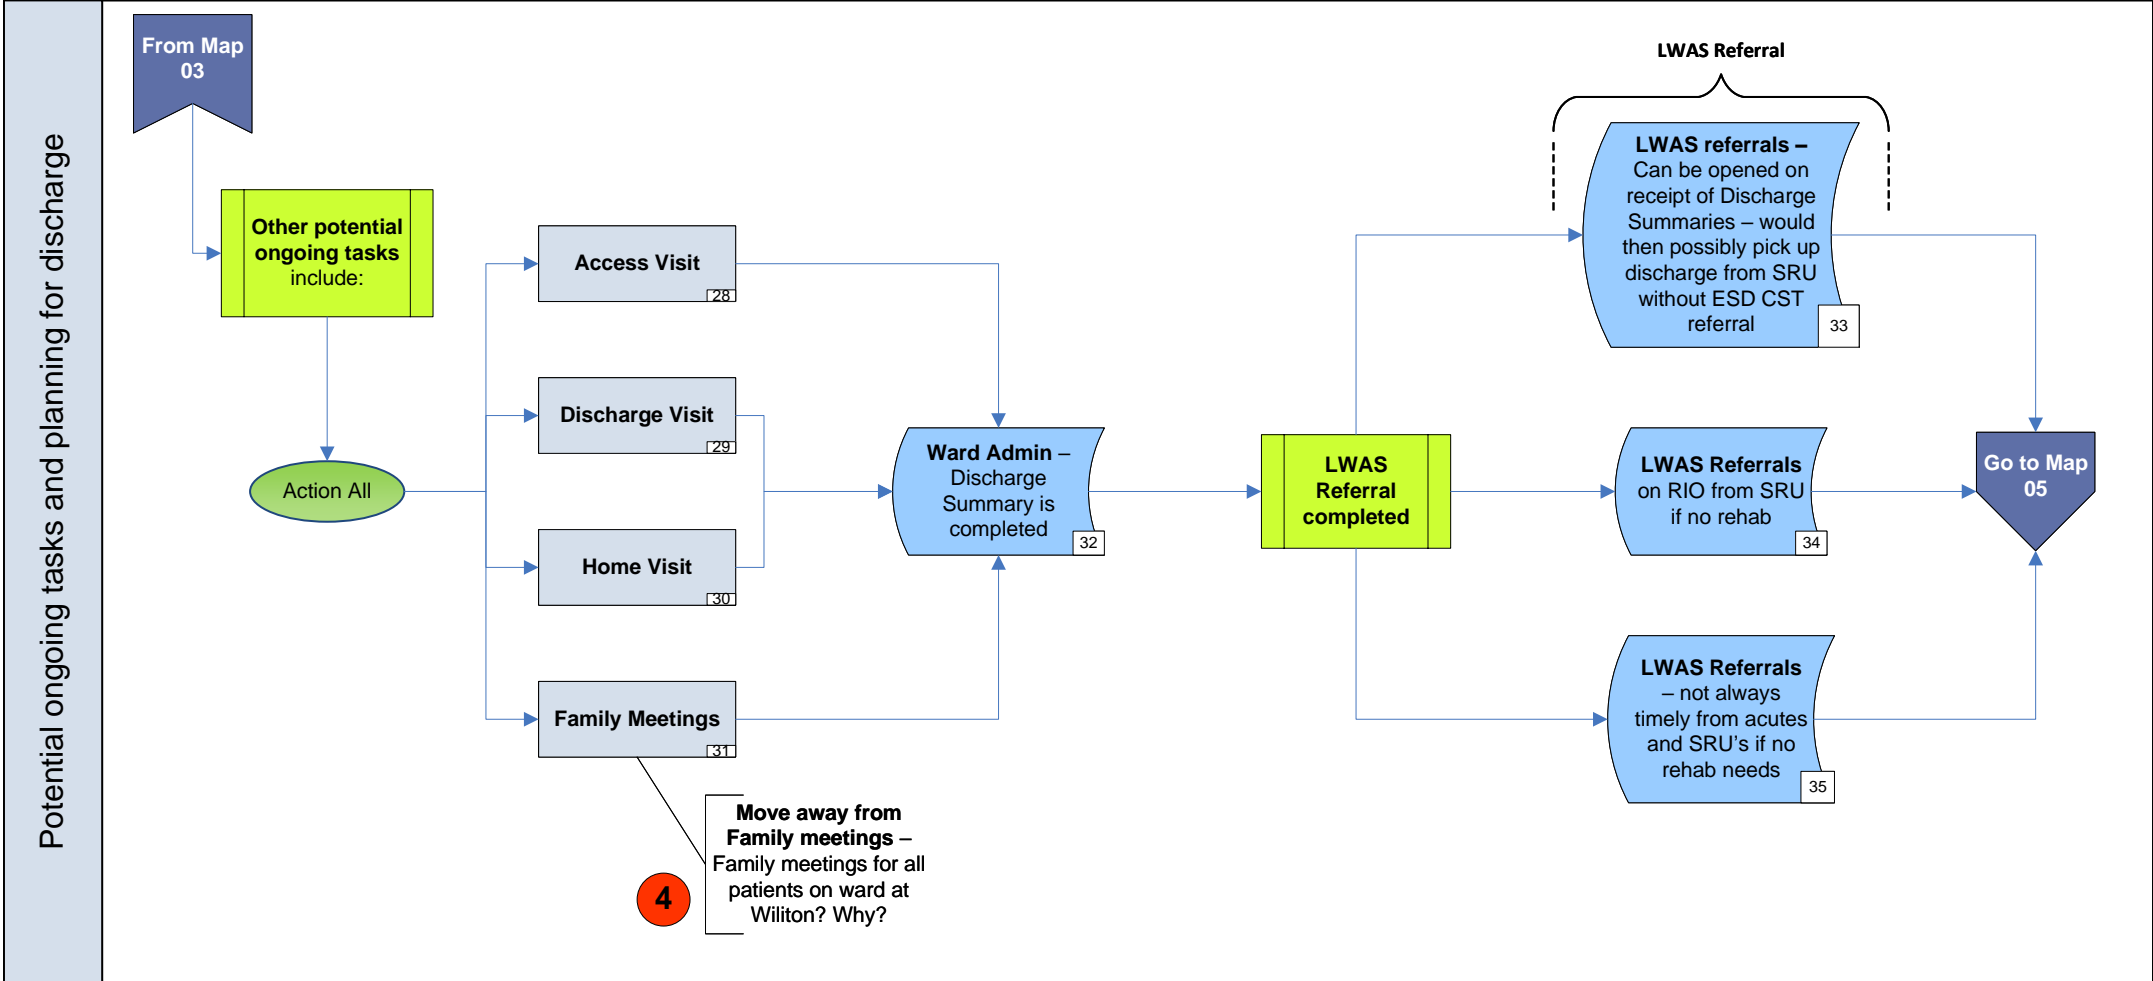 Potential ongoing tasks and planning for discharge
From Map
03
Other potential
ongoing tasks
include:
Action All
Access Visit
28
Discharge Visit
29
Home Visit
30
Family Meetings
31
Move away from
Family meetings –
Family meetings for all
patients on ward at
Wiliton? Why?
4
Ward Admin –
Discharge
Summary is
completed
32
LWAS
Referral
completed
LWAS Referral
LWAS referrals –
Can be opened on
receipt of Discharge
Summaries – would
then possibly pick up
discharge from SRU
without ESD CST
referral
33
LWAS Referrals
on RIO from SRU
if no rehab
34
LWAS Referrals
– not always
timely from acutes
and SRU's if no
rehab needs
35
Go to Map
05